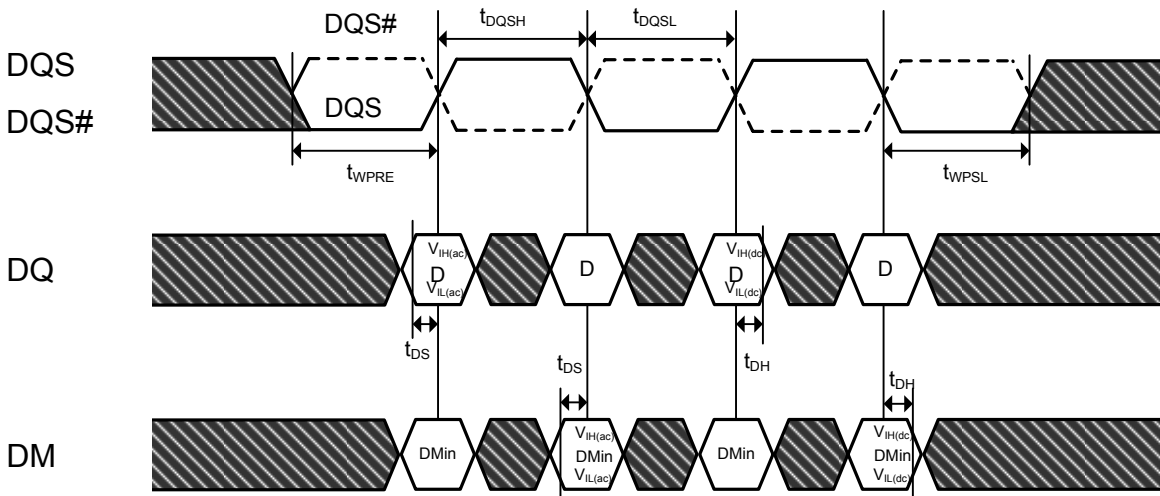 DQS#
tDQSH
tDQSL
DQS
DQS
DQS#
tWPRE
tWPSL
DQ
VIH(ac)
D
VIL(ac)
D
VIH(dc)
D
VIL(dc)
D
tDS
tDS
tDH
tDH
DM
DMin
VIH(ac)
DMin
VIL(ac)
DMin
VIH(dc)
DMin
VIL(dc)